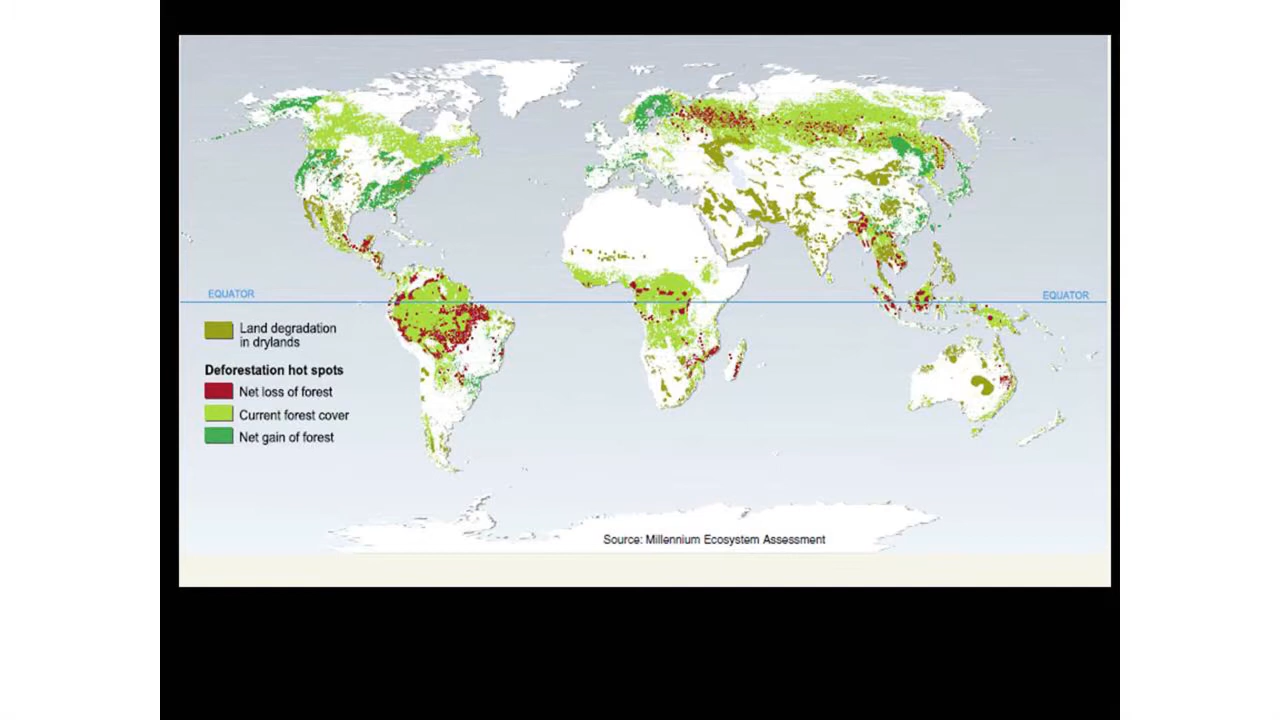 EQUATOR
EQUATOR
Land degradation
in drylands
Deforestation hot spots
Net loss of forest
Current forest cover
Net gain of forest
Source: Millennium Ecosystem Assessment